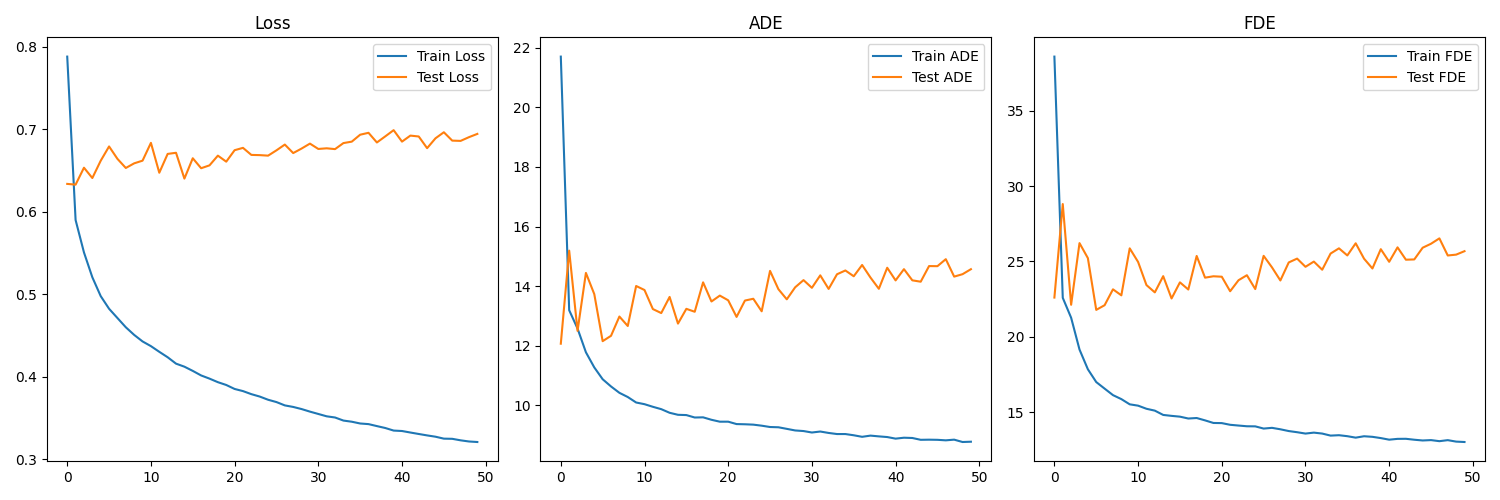 Loss
0.8
0.7
0.6
0.5
0.4
0.3
0 10 20 30 40 50
Train Loss
Test Loss
ADE
22
20
18
16
14
12
10
0 10 20 30 40 50
Train ADE
Test ADE
FDE
35
30
25
20
15
0 10 20 30 40 50
Train FDE
Test FDE